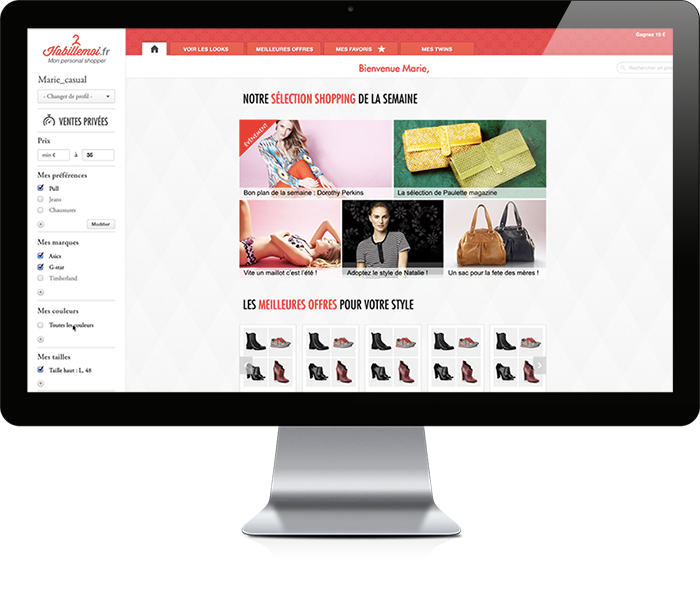 Habillemoi.fr
Mon personal shopper
Marie_casual
- Changer de profil -
VENTES PRIVÉES
Prix
min € à 35
Mes préférences
Pull
Jeans
Chaussures
Modifier
Mes marques
Asics
G-star
Timberland
Mes couleurs
Toutes les couleurs
Mes tailles
Taille haut : L, 48
Gagnez 10 €
VOIR LES LOOKS
MEILLEURES OFFRES
MES FAVORIS
MES TWINS
Bienvenue Marie,
Rechercher un pro
NOTRE SÉLECTION SHOPPING DE LA SEMAINE
Bon plan de la semaine : Dorothy Perkins
La sélection de Paulette magazine
Vite un maillot c'est l'été !
Adoptez le style de Natalie !
Un sac pour la fete des mères !
LES MEILLEURES OFFRES POUR VOTRE STYLE